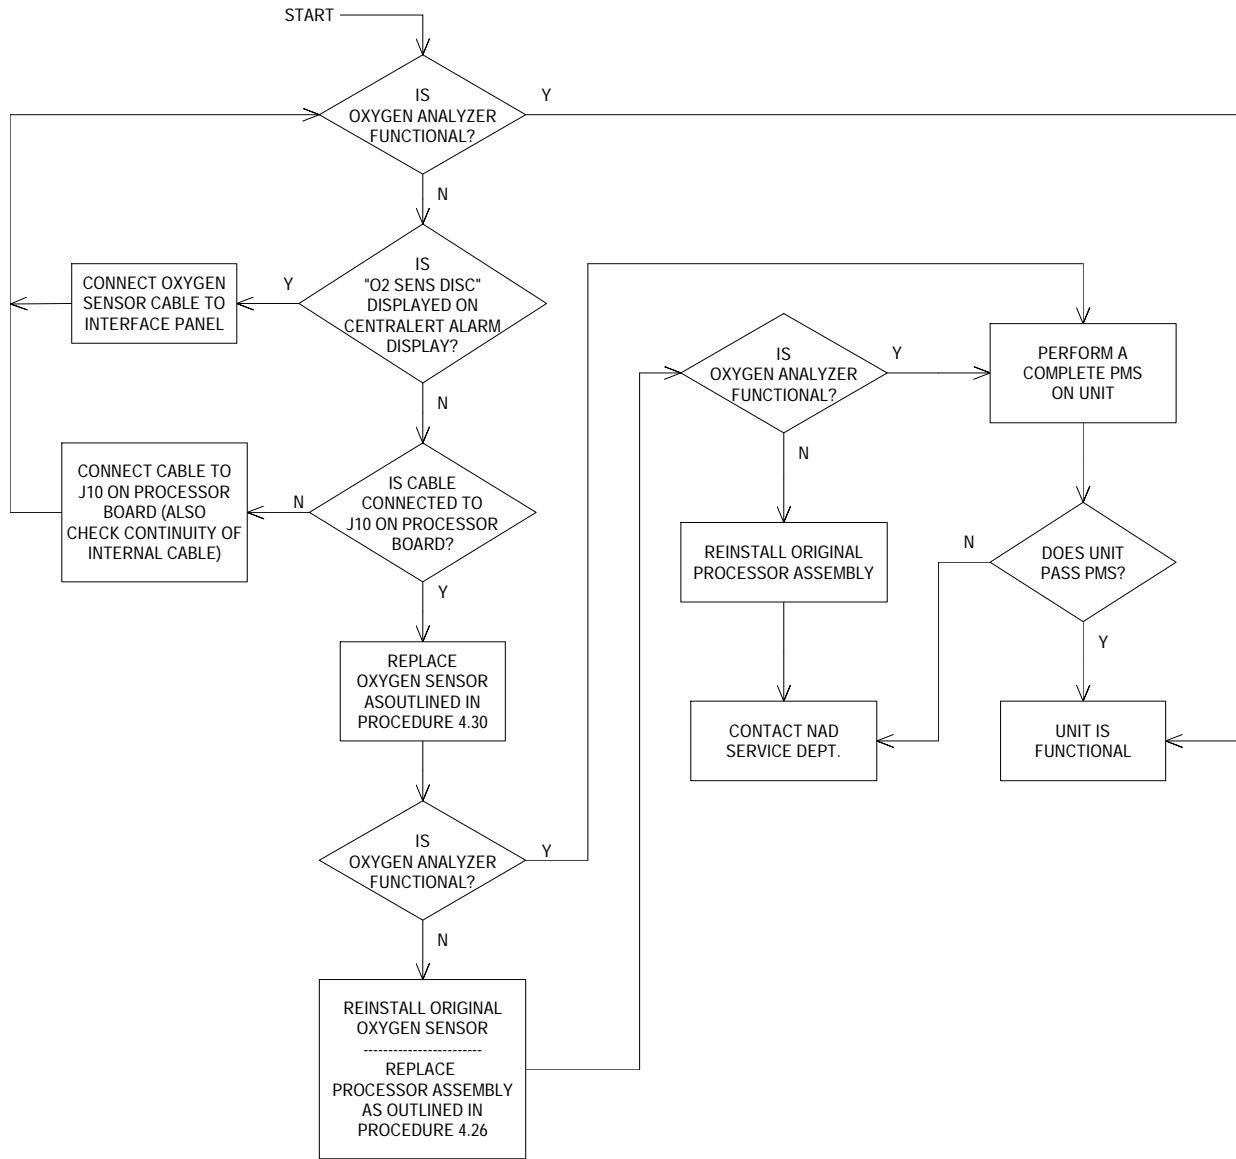 START
IS
OXYGEN ANALYZER
FUNCTIONAL?
Y
N
IS
"O2 SENS DISC"
DISPLAYED ON
CENTRALERT ALARM
DISPLAY?
Y
CONNECT OXYGEN
SENSOR CABLE TO
INTERFACE PANEL
N
IS CABLE
CONNECTED TO
J10 ON PROCESSOR
BOARD?
N
CONNECT CABLE TO
J10 ON PROCESSOR
BOARD (ALSO
CHECK CONTINUITY OF
INTERNAL CABLE)
Y
REPLACE
OXYGEN SENSOR
ASOUTLINED IN
PROCEDURE 4.30
IS
OXYGEN ANALYZER
FUNCTIONAL?
Y
N
REINSTALL ORIGINAL
OXYGEN SENSOR
------------------------
REPLACE
PROCESSOR ASSEMBLY
AS OUTLINED IN
PROCEDURE 4.26
IS
OXYGEN ANALYZER
FUNCTIONAL?
Y
N
REINSTALL ORIGINAL
PROCESSOR ASSEMBLY
CONTACT NAD
SERVICE DEPT.
PERFORM A
COMPLETE PMS
ON UNIT
DOES UNIT
PASS PMS?
N
Y
UNIT IS
FUNCTIONAL